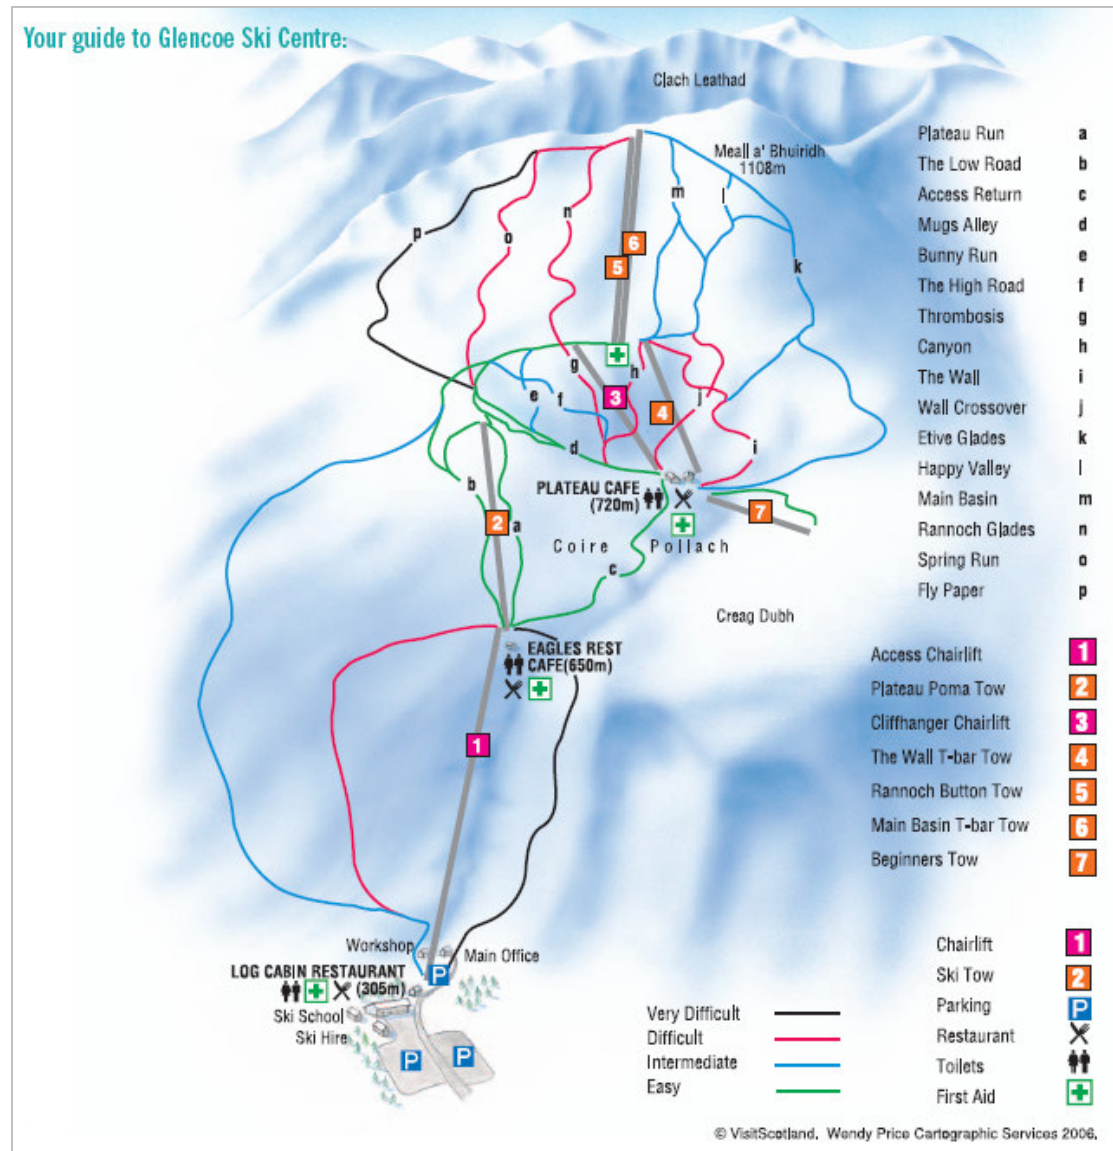 Your guide to Glencoe Ski Centre:
Clach Leathad
Meall a' Bhuiridh
1108m
m
l
n
p
o
k
6
5
g
h
3
e
f
4
j
d
i
b
PLATEAU CAFE
(720m)
2
a
7
Coire Pollach
c
Creag Dubh
EAGLES REST
CAFE(650m)
1
Workshop
Main Office
LOG CABIN RESTAURANT
(305m)
P
Ski School
Ski Hire
P
P
Plateau Run a
The Low Road b
Access Return c
Mugs Alley d
Bunny Run e
The High Road f
Thrombosis g
Canyon h
The Wall i
Wall Crossover j
Etive Glades k
Happy Valley l
Main Basin m
Rannoch Glades n
Spring Run o
Fly Paper p
Access Chairlift 1
Plateau Poma Tow 2
Cliffhanger Chairlift 3
The Wall T-bar Tow 4
Rannoch Button Tow 5
Main Basin T-bar Tow 6
Beginners Tow 7
Very Difficult
Difficult
Intermediate
Easy
Chairlift 1
Ski Tow 2
Parking P
Restaurant
Toilets
First Aid
© VisitScotland, Wendy Price Cartographic Services 2006.